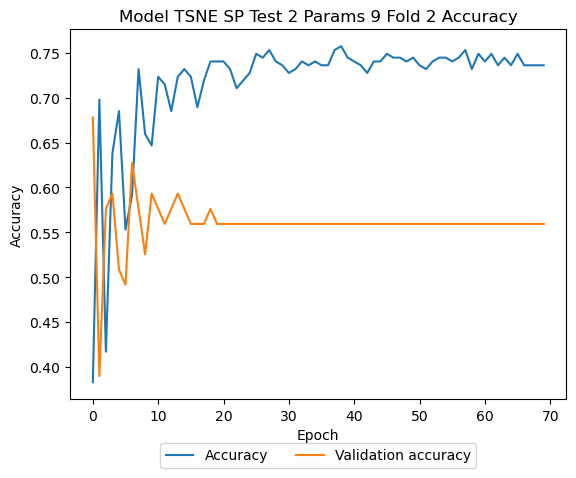 Model TSNE SP Test 2 Params 9 Fold 2 Accuracy
0.75
0.70
0.65
0.60
0.55
0.50
0.45
0.40
Accuracy
0 10 20 30 40 50 60 70
Epoch
Accuracy Validation accuracy